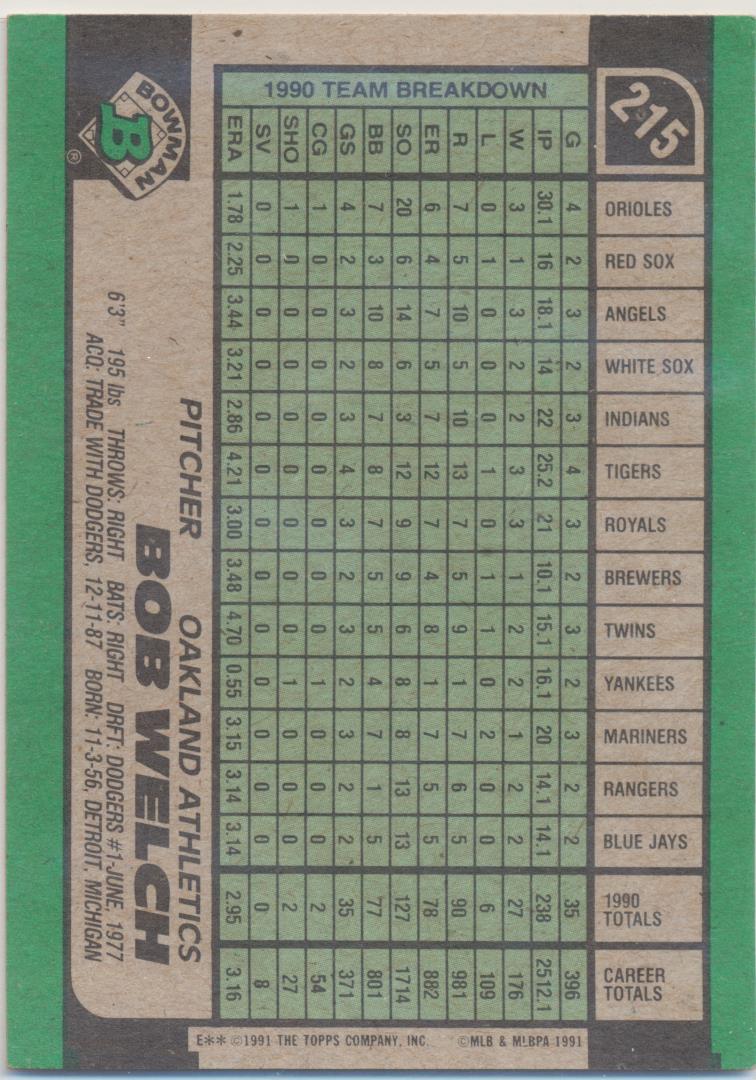 215
BOWMAN
B
®
BOB WELCH
PITCHER OAKLAND ATHLETICS
6'3" 195 lbs THROWS: RIGHT BATS: RIGHT DRFT: DODGERS #1-JUNE, 1977
ACQ: TRADE WITH DODGERS, 12-11-87 BORN: 11-3-56, DETROIT, MICHIGAN
1990 TEAM BREAKDOWN
G IP W L R ER SO BB GS CG SHO SV ERA
ORIOLES 4 30.1 3 0 7 6 20 7 4 1 1 0 1.78
RED SOX 2 16 1 1 5 4 6 3 2 0 0 0 2.25
ANGELS 3 18.1 3 0 10 7 14 10 3 0 0 0 3.44
WHITE SOX 2 14 2 0 5 5 6 8 2 0 0 0 3.21
INDIANS 3 22 2 0 10 7 3 7 3 0 0 0 2.86
TIGERS 4 25.2 3 1 13 12 12 8 4 0 0 0 4.21
ROYALS 3 21 3 0 7 7 9 7 3 0 0 0 3.00
BREWERS 2 10.1 1 1 5 4 9 5 2 0 0 0 3.48
TWINS 3 15.1 2 1 9 8 6 5 3 0 0 0 4.70
YANKEES 2 16.1 2 0 1 1 8 4 2 1 1 0 0.55
MARINERS 3 20 1 2 7 7 8 7 3 0 0 0 3.15
RANGERS 2 14.1 2 0 6 5 13 1 2 0 0 0 3.14
BLUE JAYS 2 14.1 2 0 5 5 13 5 2 0 0 0 3.14
1990 TOTALS 35 238 27 6 90 78 127 77 35 2 2 0 2.95
CAREER TOTALS 396 2512.1 176 109 981 882 1714 801 371 54 27 8 3.16
E** ©1991 THE TOPPS COMPANY, INC. ©MLB & MLBPA 1991